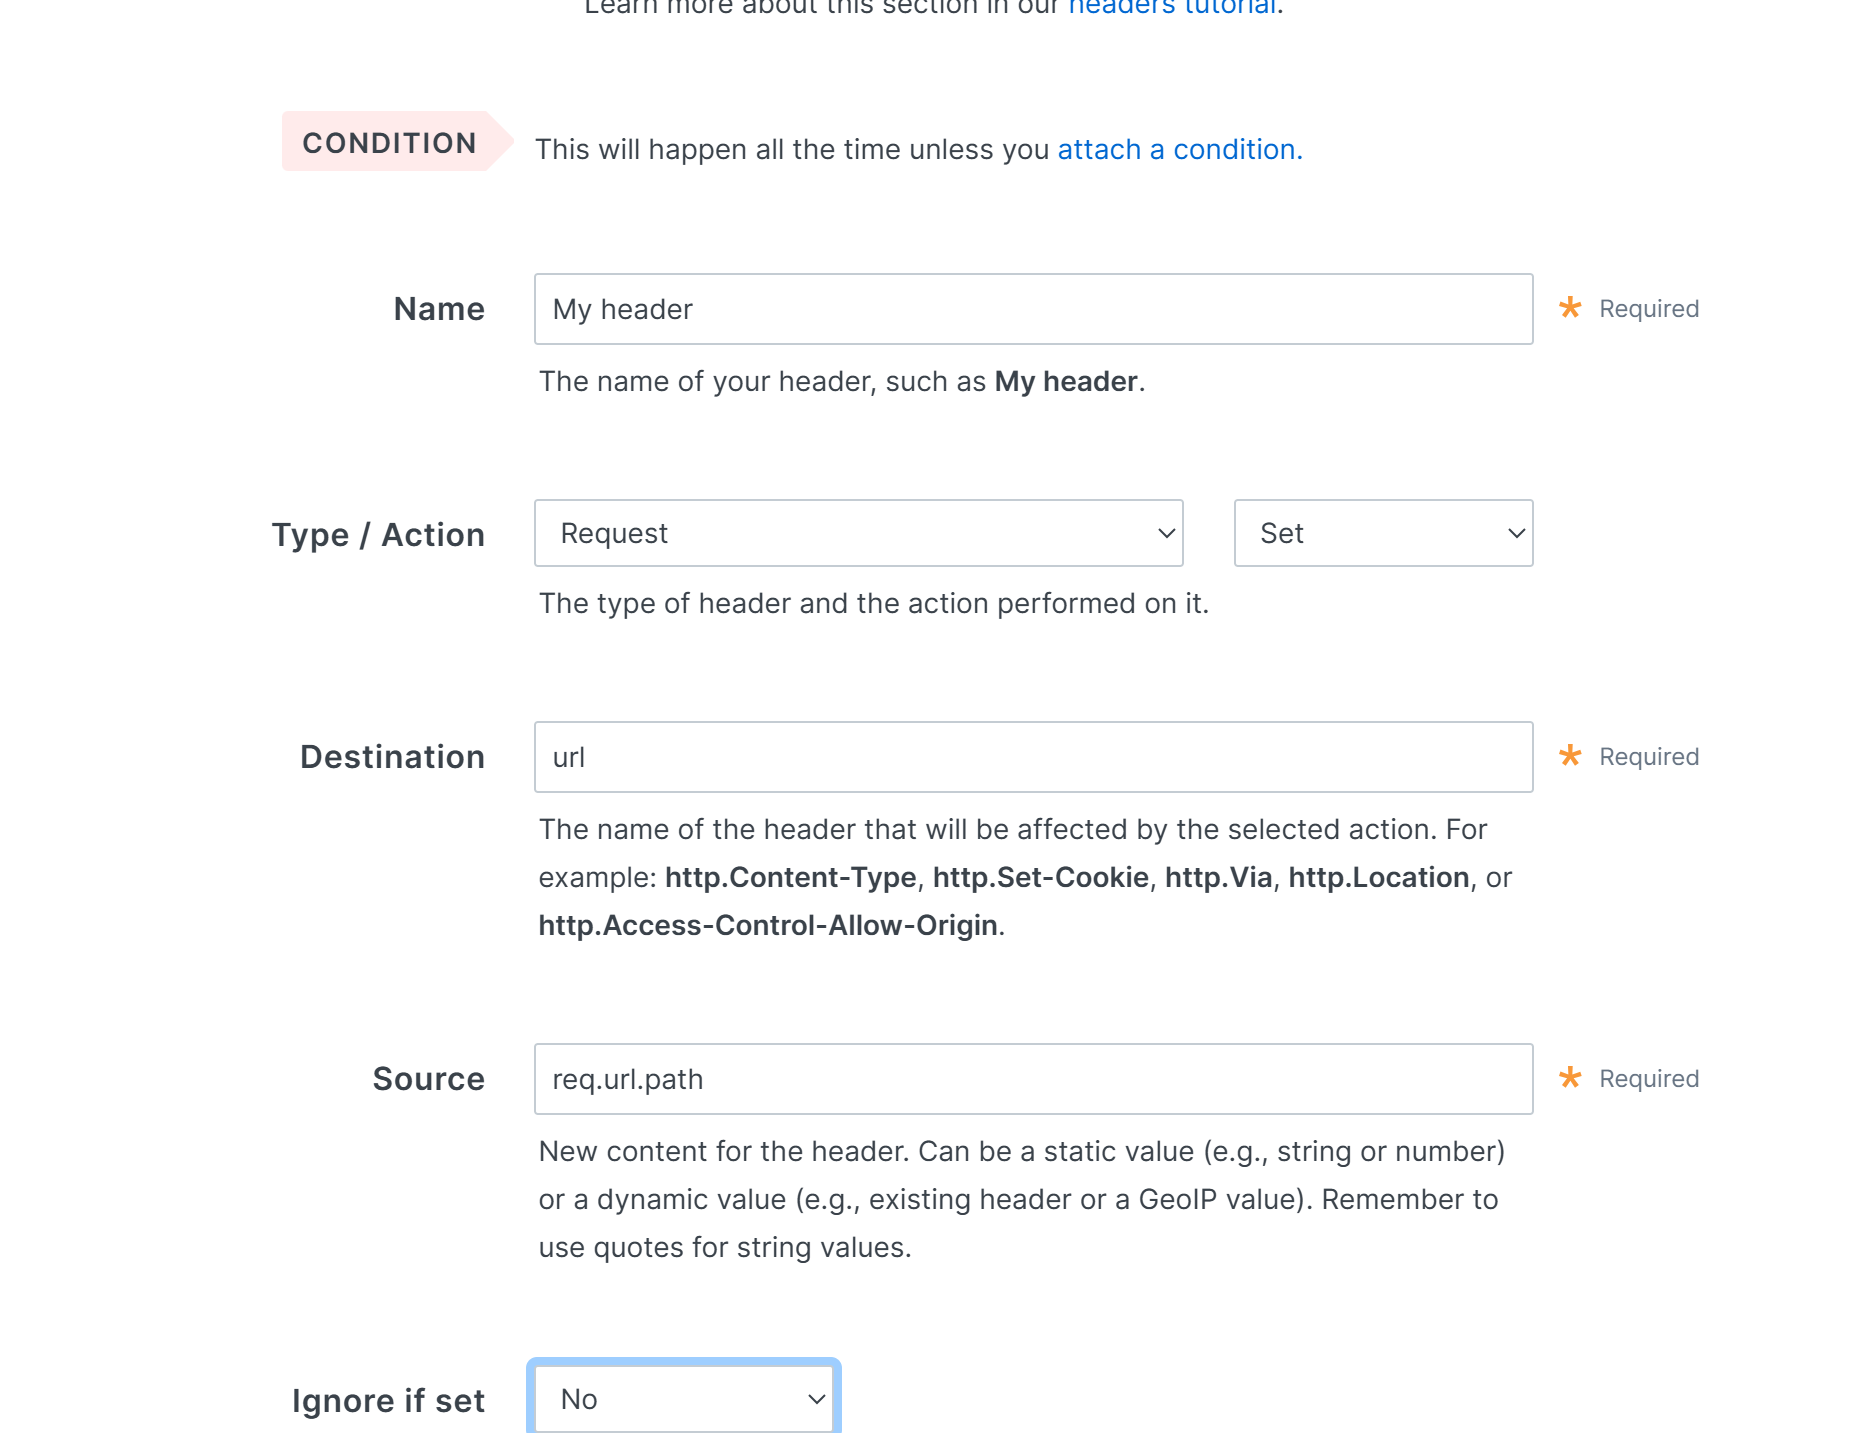 Learn more about this section in our headers tutorial.
CONDITION This will happen all the time unless you attach a condition.
Name My header * Required
The name of your header, such as My header.
Type / Action Request Set
The type of header and the action performed on it.
Destination url * Required
The name of the header that will be affected by the selected action. For
example: http.Content-Type, http.Set-Cookie, http.Via, http.Location, or
http.Access-Control-Allow-Origin.
Source req.url.path * Required
New content for the header. Can be a static value (e.g., string or number)
or a dynamic value (e.g., existing header or a GeoIP value). Remember to
use quotes for string values.
Ignore if set No